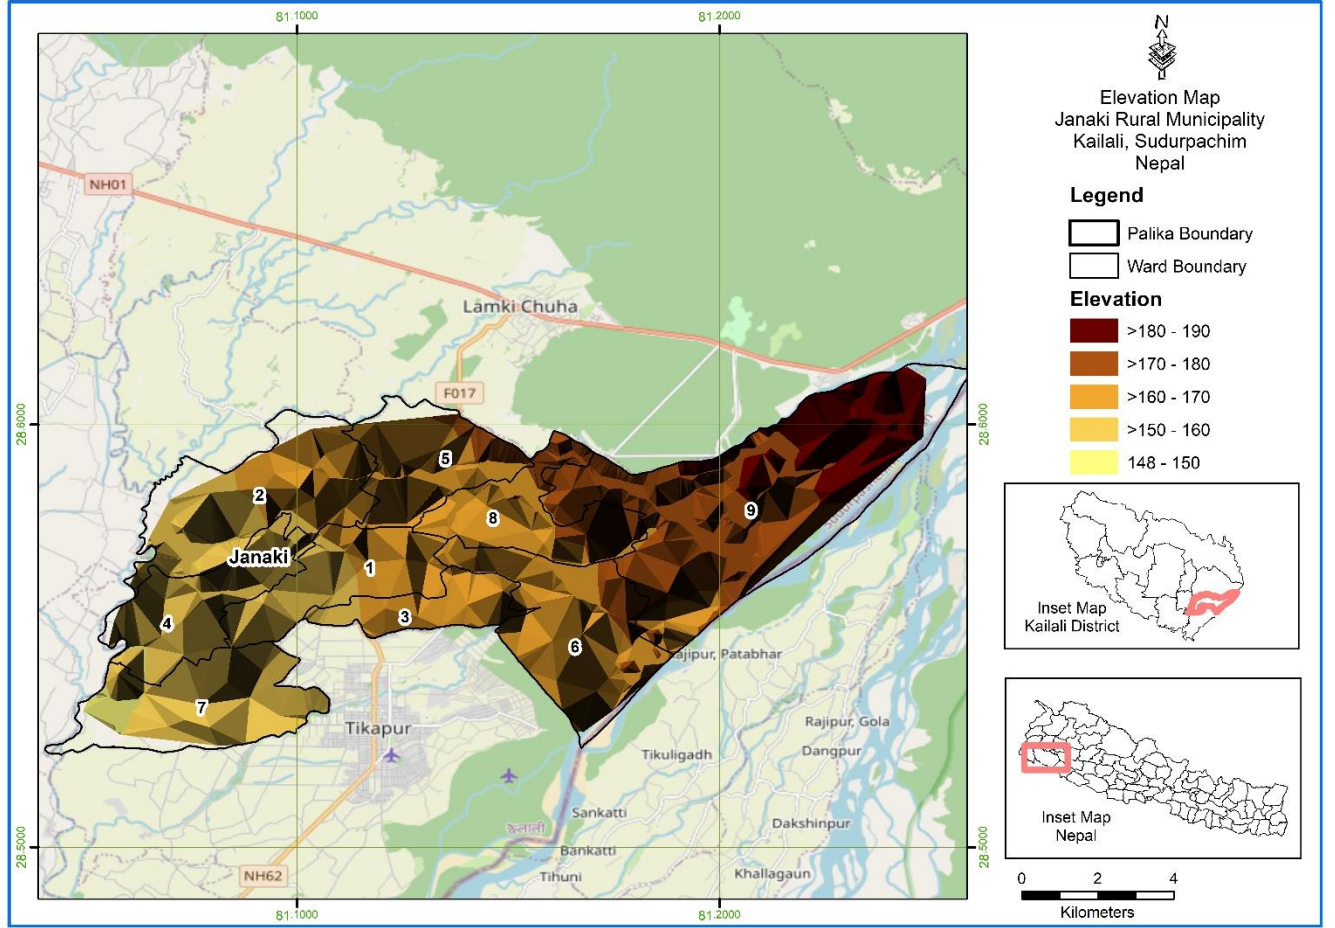 81.1000
81.2000
N
Elevation Map
Janaki Rural Municipality
Kailali, Sudurpachim
Nepal
Legend
Palika Boundary
Ward Boundary
Elevation
>180 - 190
>170 - 180
>160 - 170
>150 - 160
148 - 150
NH01
Lamki Chuha
F017
28.6000
28.6000
5
2
8
9
Janaki
1
3
4
6
7
Patabhar
Tikapur
Rajipur, Gola
Tikuligadh
Dangpur
Sankatti
Dakshinpur
कैलाली
Bankatti
Tihuni
Khallagaun
NH62
28.5000
28.5000
81.1000
81.2000
Inset Map
Kailali District
Inset Map
Nepal
0 2 4
Kilometers